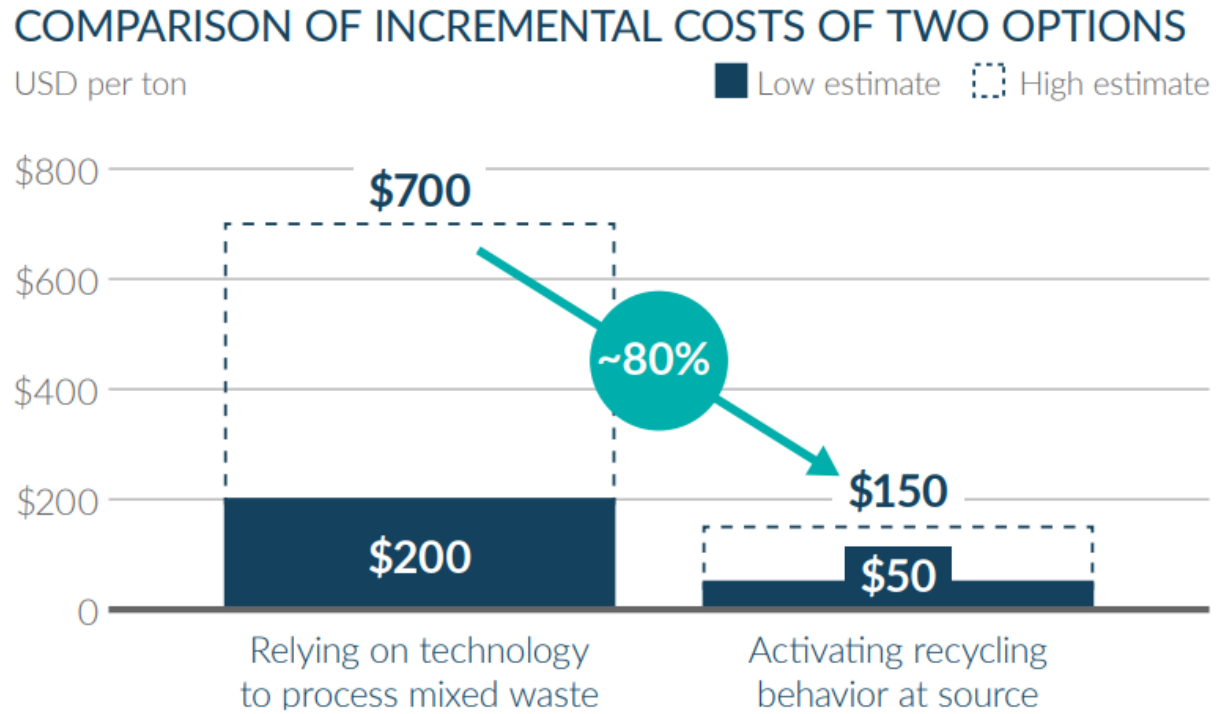 COMPARISON OF INCREMENTAL COSTS OF TWO OPTIONS
USD per ton
Low estimate
High estimate
$800
$700
$600
~80%
$400
$200
$150
$200
$50
0
Relying on technology
to process mixed waste
Activating recycling
behavior at source